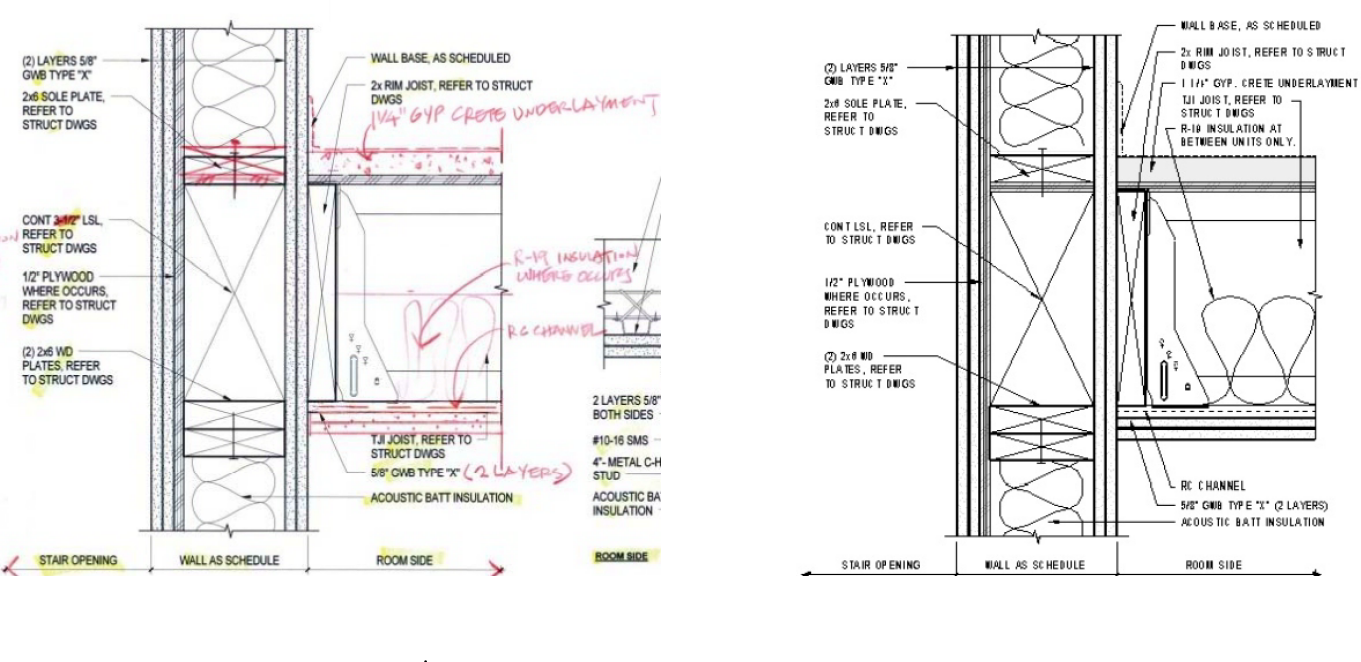 (2) LAYERS 5/8"
GWB TYPE "X"
2x6 SOLE PLATE,
REFER TO
STRUCT DWGS
CONT 3-1/2" LSL,
REFER TO
STRUCT DWGS
1/2" PLYWOOD
WHERE OCCURS,
REFER TO STRUCT
DWGS
(2) 2x6 WD
PLATES, REFER
TO STRUCT DWGS
WALL BASE, AS SCHEDULED
2x RIM JOIST, REFER TO STRUCT
DWGS
1 1/4" GYP CRETE UNDERLAYMENT
R-19 INSULATION
WHERE OCCURS
RC CHANNEL
TJI JOIST, REFER TO
STRUCT DWGS
5/8" GWB TYPE "X" (2 LAYERS)
ACOUSTIC BATT INSULATION
STAIR OPENING
WALL AS SCHEDULE
ROOM SIDE
2 LAYERS 5/8"
BOTH SIDES
#10-16 SMS
4"- METAL C-H
STUD
ACOUSTIC BA
INSULATION
ROOM SIDE
(2) LAYERS 5/8"
GWB TYPE "X"
2x6 SOLE PLATE,
REFER TO
STRUCT DWGS
CONT LSL, REFER
TO STRUCT DWGS
1/2" PLYWOOD
WHERE OCCURS,
REFER TO STRUCT
DWGS
(2) 2x6 WD
PLATES, REFER
TO STRUCT DWGS
WALL BASE, AS SCHEDULED
2x RIM JOIST, REFER TO STRUCT
DWGS
1 1/4" GYP. CRETE UNDERLAYMENT
TJI JOIST, REFER TO
STRUCT DWGS
R-19 INSULATION AT
BETWEEN UNITS ONLY.
RC CHANNEL
5/8" GWB TYPE "X" (2 LAYERS)
ACOUSTIC BATT INSULATION
STAIR OPENING
WALL AS SCHEDULE
ROOM SIDE